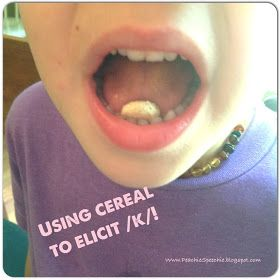 USING CEREAL
TO ELICIT /K/!
www.PeachieSpeechie.blogspot.com